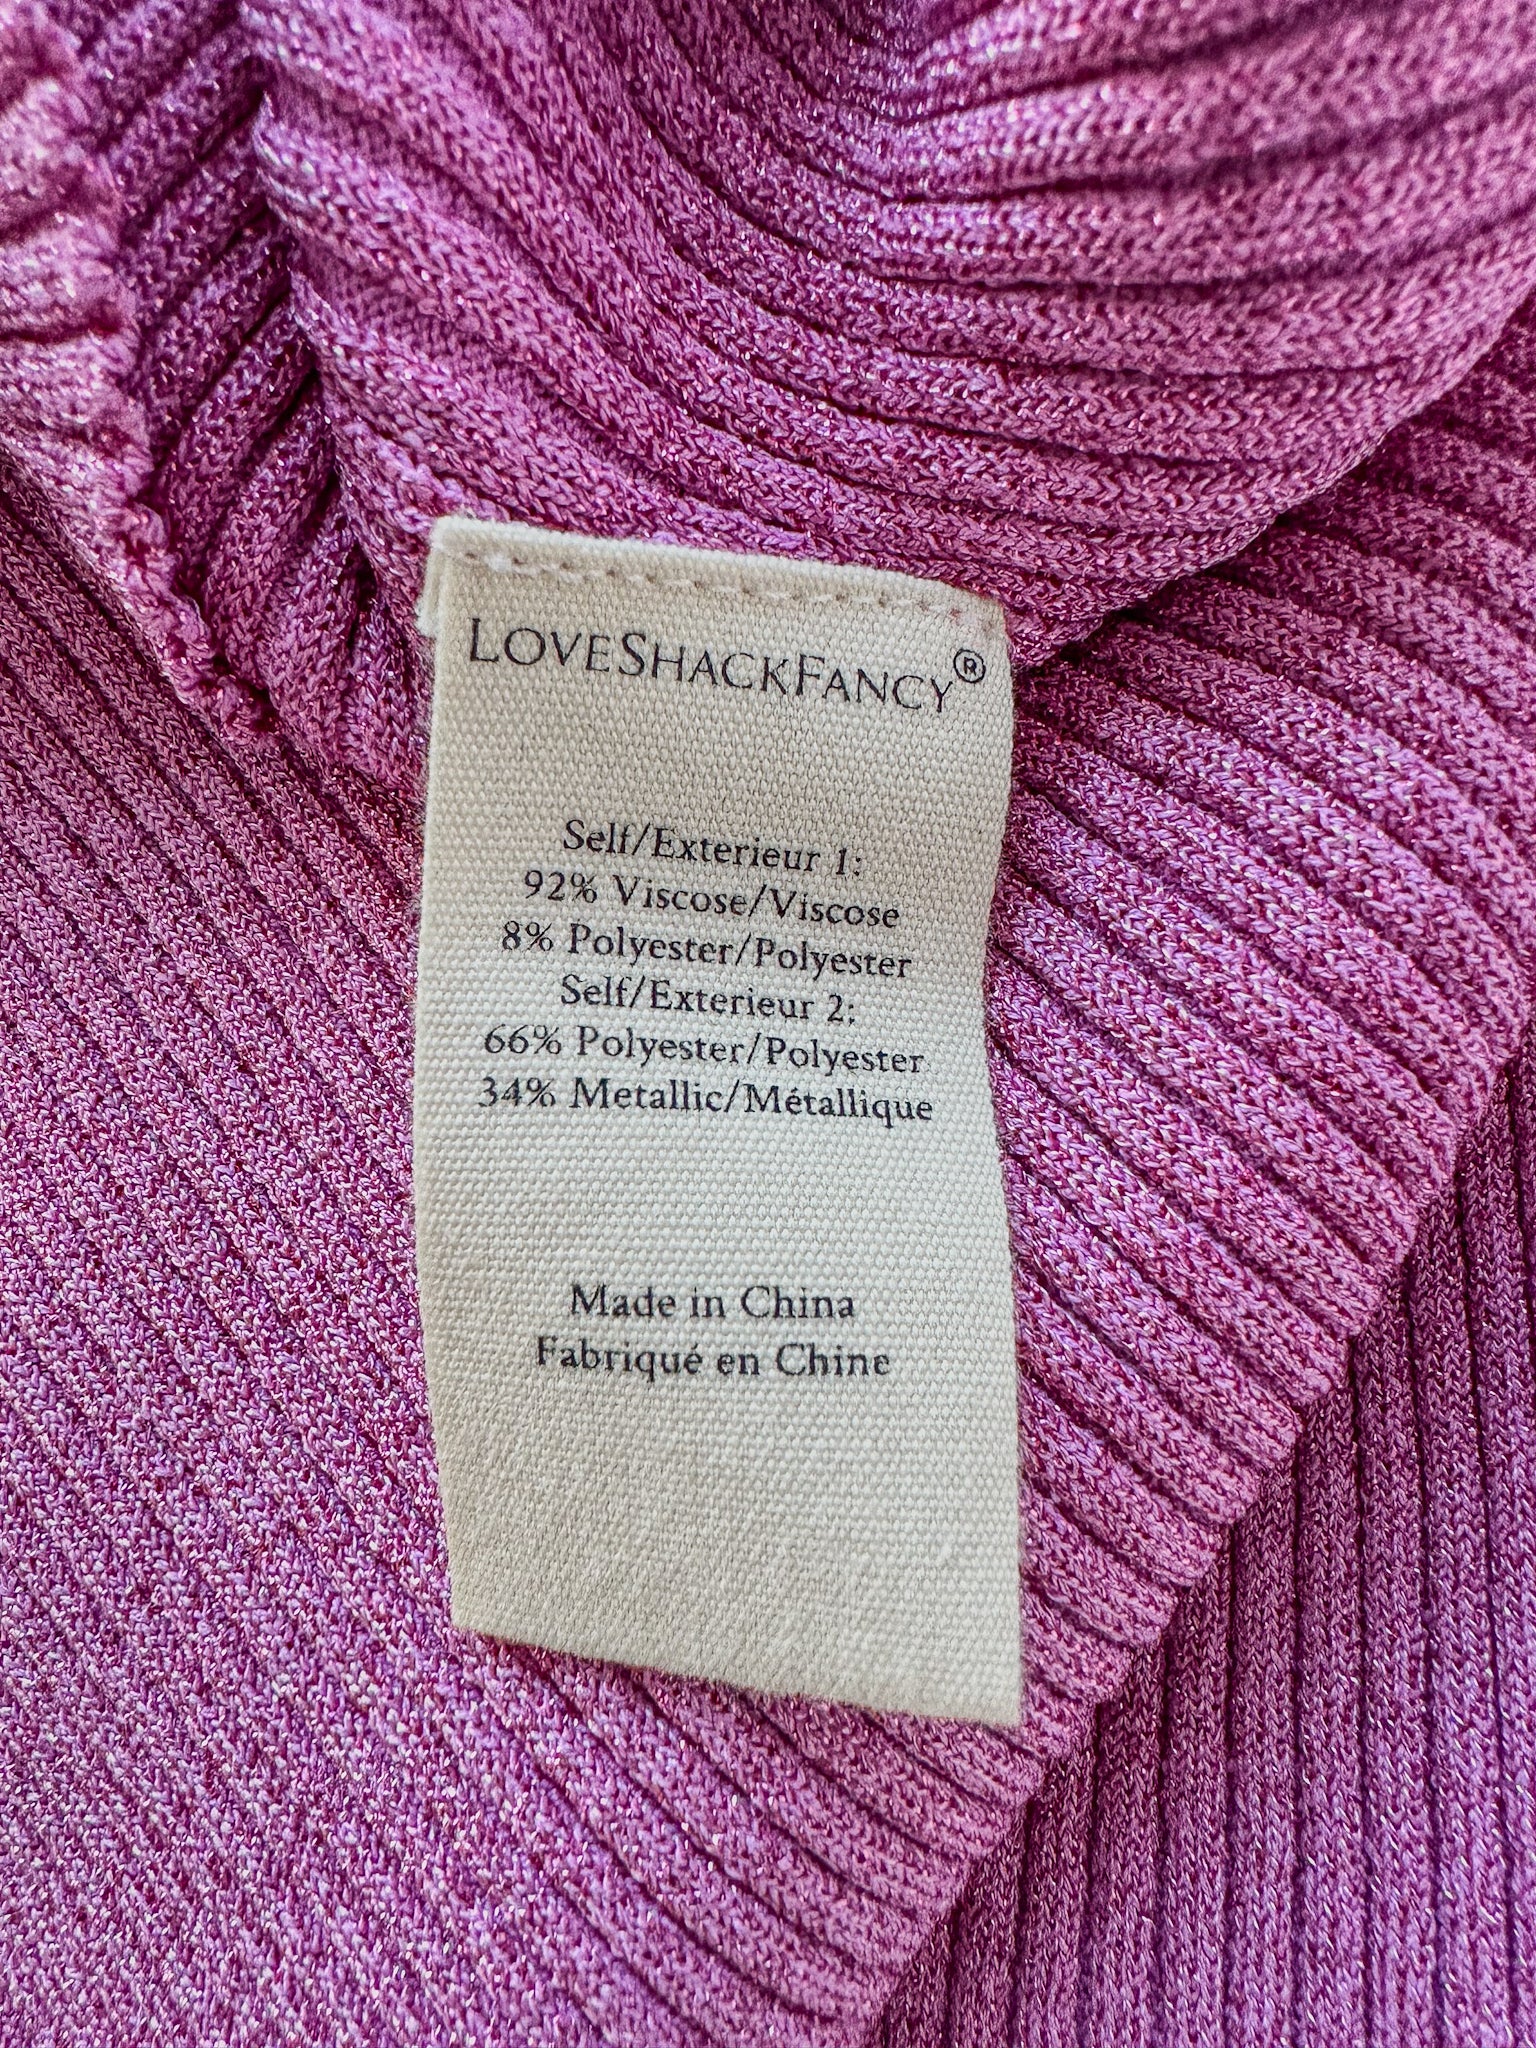 LOVESHACKFANCY®
Self/Exterieur 1:
92% Viscose/Viscose
8% Polyester/Polyester
Self/Exterieur 2:
66% Polyester/Polyester
34% Metallic/Métallique
Made in China
Fabriqué en Chine